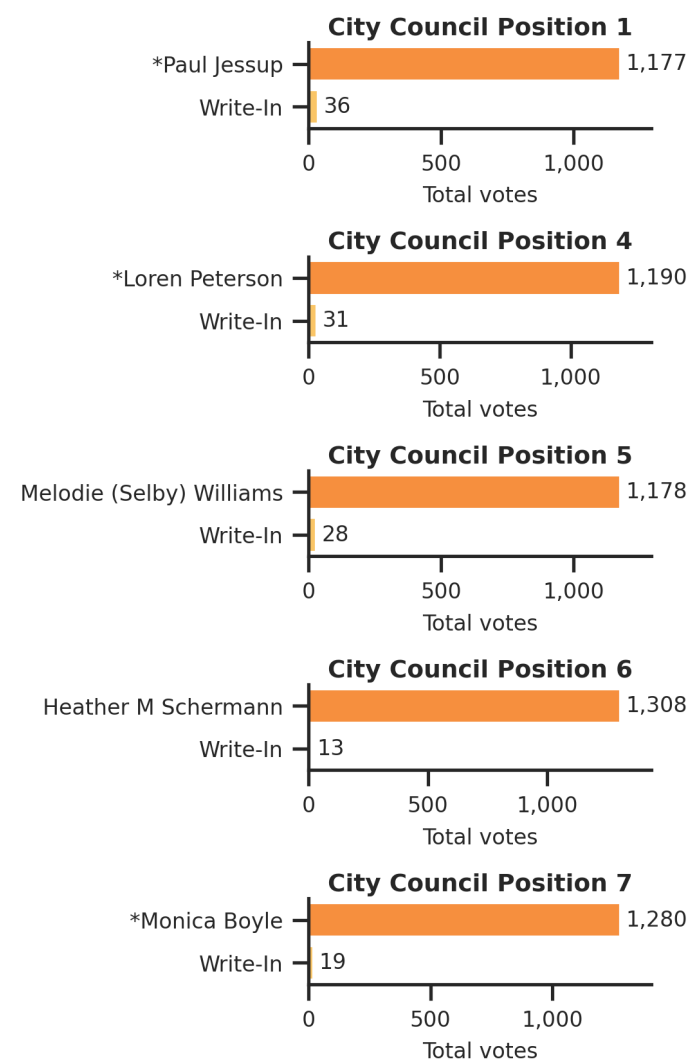 City Council Position 1
*Paul Jessup 1,177
Write-In 36
0 500 1,000
Total votes
City Council Position 4
*Loren Peterson 1,190
Write-In 31
0 500 1,000
Total votes
City Council Position 5
Melodie (Selby) Williams 1,178
Write-In 28
0 500 1,000
Total votes
City Council Position 6
Heather M Schermann 1,308
Write-In 13
0 500 1,000
Total votes
City Council Position 7
*Monica Boyle 1,280
Write-In 19
0 500 1,000
Total votes